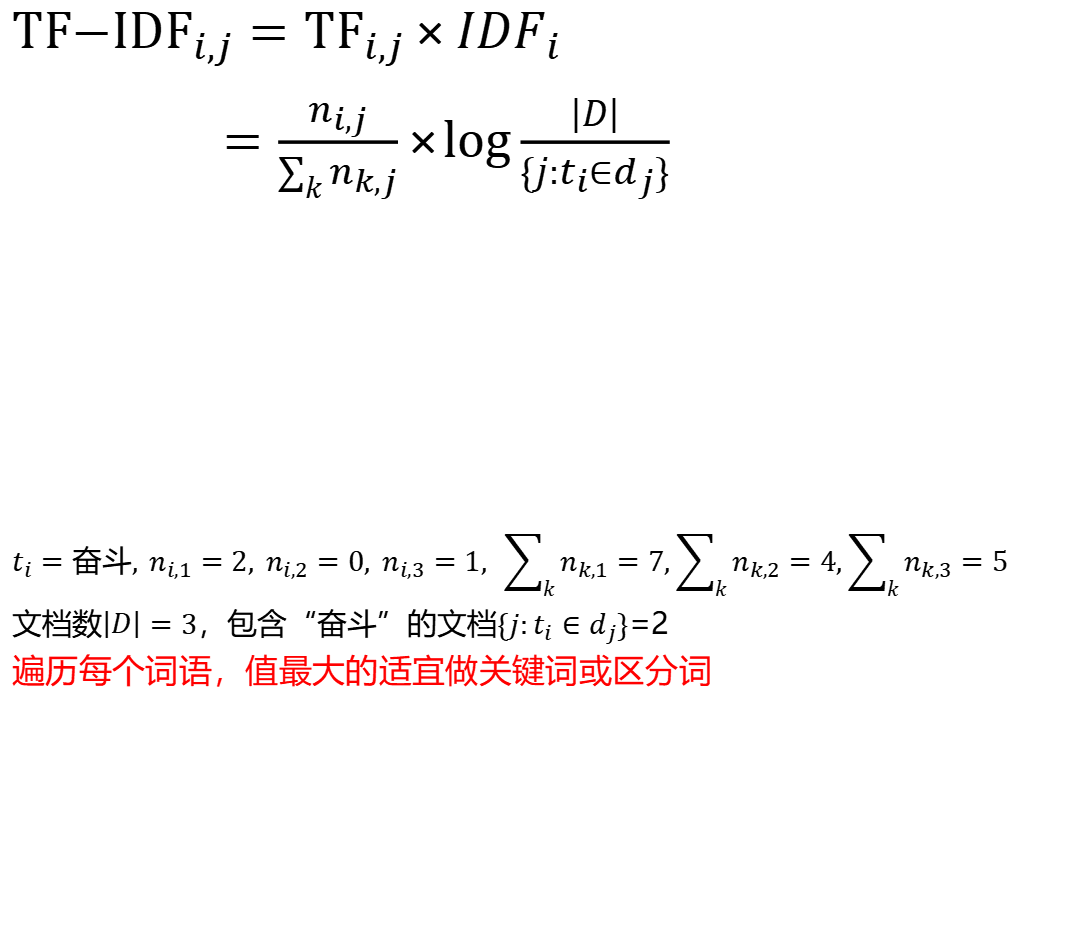 TF−IDF_{i,j} = TF_{i,j} × IDF_i
= \frac{n_{i,j}}{∑_k n_{k,j}} × log \frac{|D|}{{j:t_i∈d_j}}
t_i = 奋斗, n_{i,1} = 2, n_{i,2} = 0, n_{i,3} = 1, ∑_k n_{k,1} = 7, ∑_k n_{k,2} = 4, ∑_k n_{k,3} = 5
文档数|D| = 3，包含“奋斗”的文档{j: t_i ∈ d_j}=2
遍历每个词语，值最大的适宜做关键词或区分词